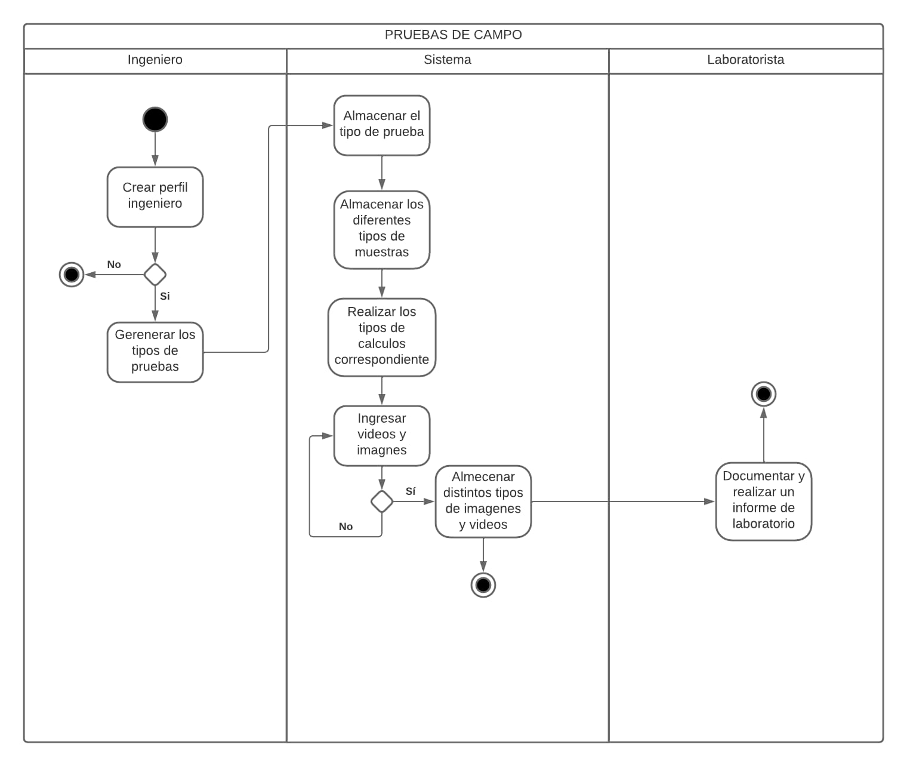 PRUEBAS DE CAMPO
Ingeniero
Sistema
Laboratorista
Crear perfil
ingeniero
No
Si
Gerenerar los
tipos de
pruebas
Almacenar el
tipo de prueba
Almacenar los
diferentes
tipos de
muestras
Realizar los
tipos de
calculos
correspondiente
Ingresar
videos y
imagnes
Sí
No
Almecenar
distintos tipos
de imagenes
y videos
Documentar y
realizar un
informe de
laboratorio